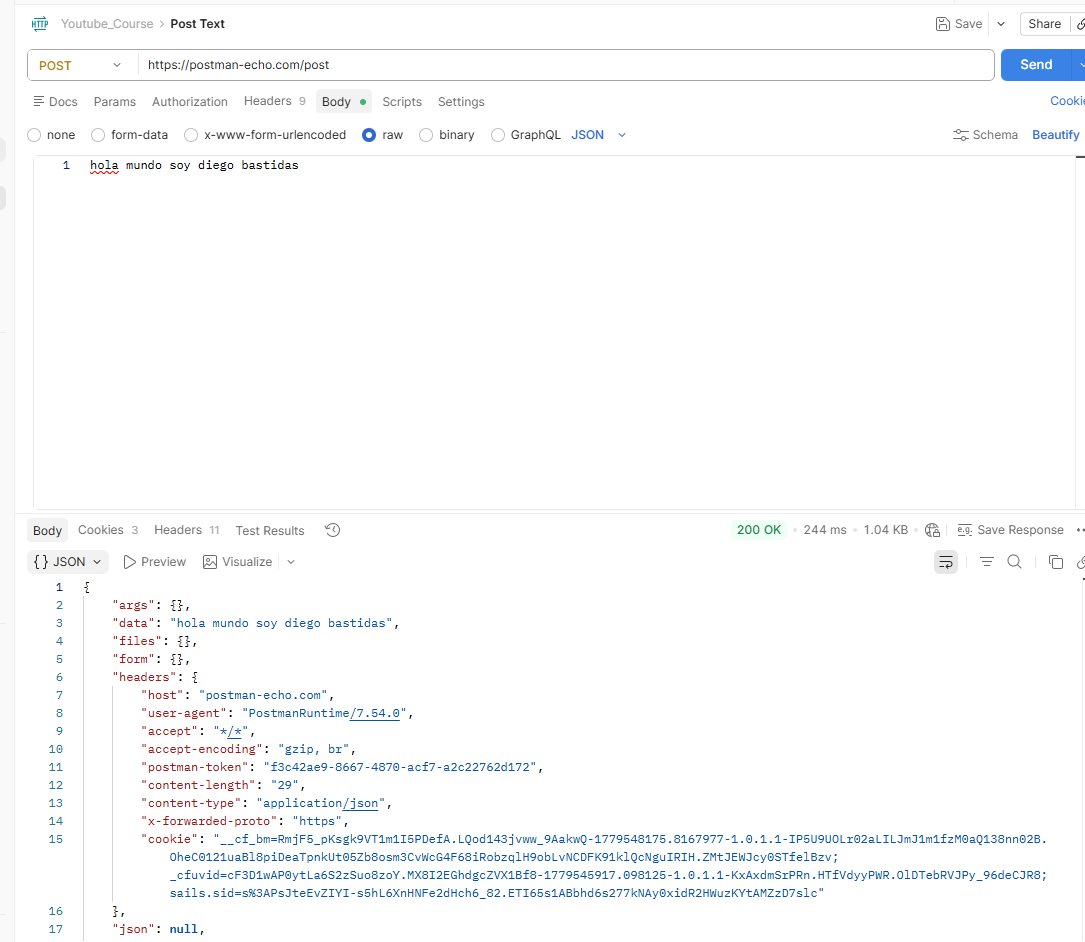 HTTP Youtube_Course > Post Text Save Share
POST https://postman-echo.com/post Send
Docs Params Authorization Headers 9 Body Scripts Settings Cookie
none form-data x-www-form-urlencoded raw binary GraphQL JSON Schema Beautify
1 hola mundo soy diego bastidas
Body Cookies 3 Headers 11 Test Results 200 OK • 244 ms • 1.04 KB • e.g. Save Response
{} JSON Preview Visualize
1 {
2 "args": {},
3 "data": "hola mundo soy diego bastidas",
4 "files": {},
5 "form": {},
6 "headers": {
7 "host": "postman-echo.com",
8 "user-agent": "PostmanRuntime/7.54.0",
9 "accept": "*/*",
10 "accept-encoding": "gzip, br",
11 "postman-token": "f3c42ae9-8667-4870-acf7-a2c22762d172",
12 "content-length": "29",
13 "content-type": "application/json",
14 "x-forwarded-proto": "https",
15 "cookie": "__cf_bm=RmjF5_pKsgk9VT1m1I5PDefA.LQod143jvww_9AakwQ-1779548175.8167977-1.0.1.1-IP5U9UOLr02aLILJmJ1m1fzM0aQ138nn02B.
OheC0121uaBl8piDeaTpnkUt05Zb8osm3CvWcG4F68iRobzqlH9obLvNCDFK91klQcNguIRIH.ZMtJEWJcy0STfelBzv;
_cfuvid=cF3D1wAP0ytLa6S2zSuo8zoY.MX8I2EGhdgcZVX1Bf8-1779545917.098125-1.0.1.1-KxAxdmSrPRn.HTfVdyyPWR.OlDTebRVJPy_96deCJR8;
sails.sid=s%3APsJteEvZIYI-s5hL6XnHNFe2dHch6_82.ETI65s1ABbhd6s277kNAy0xidR2HWuzKYtAMZzD7slc"
16 },
17 "json": null,